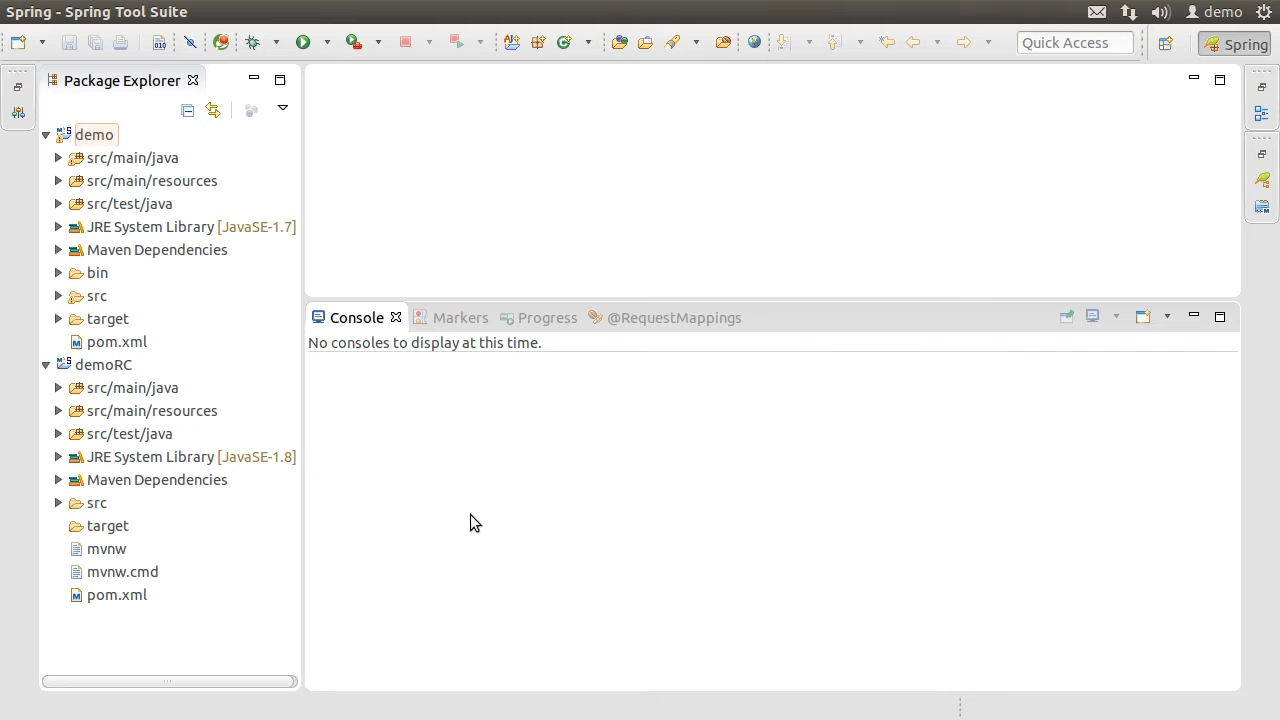 Spring - Spring Tool Suite
demo
Quick Access
Spring
Package Explorer
demo
src/main/java
src/main/resources
src/test/java
JRE System Library [JavaSE-1.7]
Maven Dependencies
bin
src
target
pom.xml
demoRC
src/main/java
src/main/resources
src/test/java
JRE System Library [JavaSE-1.8]
Maven Dependencies
src
target
mvnw
mvnw.cmd
pom.xml
Console
Markers
Progress
@RequestMappings
No consoles to display at this time.